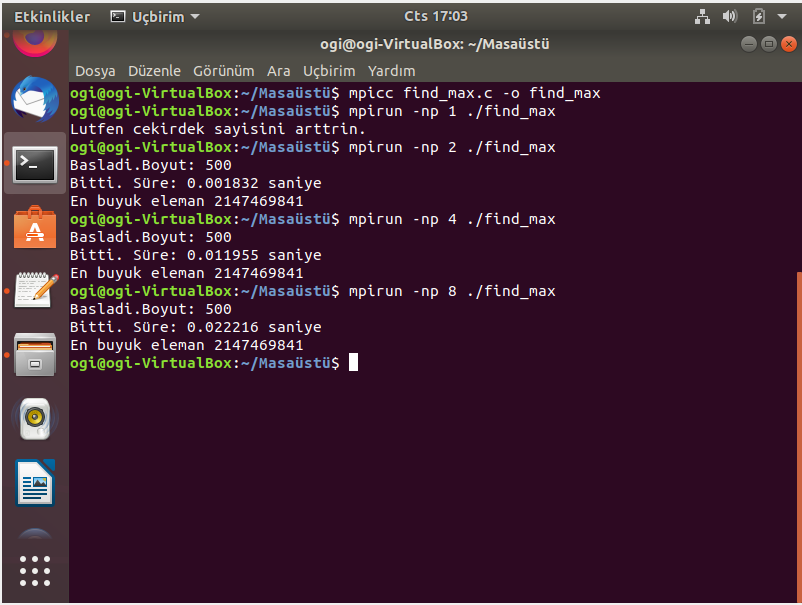 Etkinlikler Uçbirim Cts 17:03
ogi@ogi-VirtualBox: ~/Masaüstü
Dosya Düzenle Görünüm Ara Uçbirim Yardım
ogi@ogi-VirtualBox:~/Masaüstü$ mpicc find_max.c -o find_max
ogi@ogi-VirtualBox:~/Masaüstü$ mpirun -np 1 ./find_max
Lutfen cekirdek sayisini arttrin.
ogi@ogi-VirtualBox:~/Masaüstü$ mpirun -np 2 ./find_max
Basladi.Boyut: 500
Bitti. Süre: 0.001832 saniye
En buyuk eleman 2147469841
ogi@ogi-VirtualBox:~/Masaüstü$ mpirun -np 4 ./find_max
Basladi.Boyut: 500
Bitti. Süre: 0.011955 saniye
En buyuk eleman 2147469841
ogi@ogi-VirtualBox:~/Masaüstü$ mpirun -np 8 ./find_max
Basladi.Boyut: 500
Bitti. Süre: 0.022216 saniye
En buyuk eleman 2147469841
ogi@ogi-VirtualBox:~/Masaüstü$